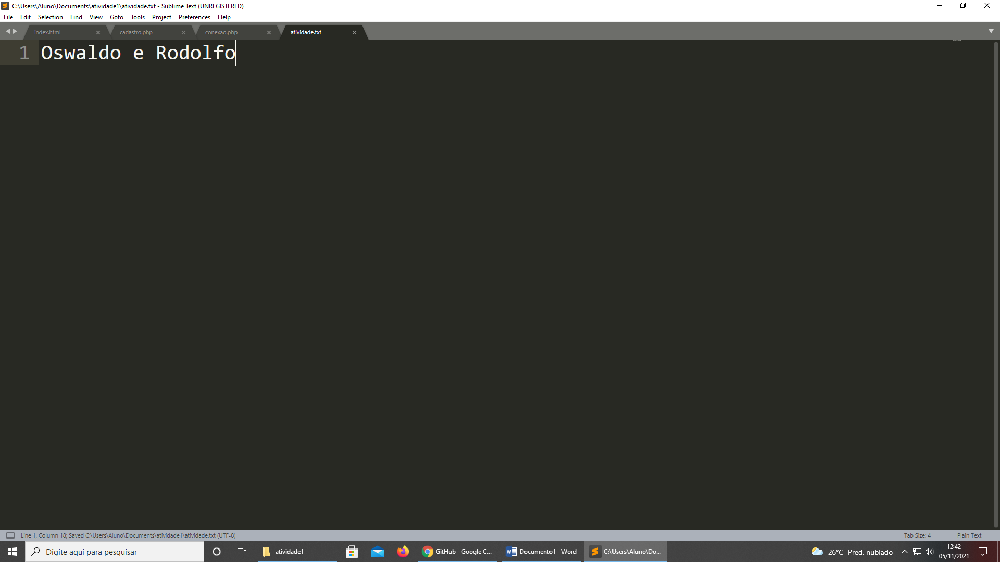 C:\Users\Aluno\Documents\atividade1\atividade.txt - Sublime Text (UNREGISTERED)
File Edit Selection Find View Goto Tools Project Preferences Help
index.html cadastro.php conexao.php atividade.txt
1 Oswaldo e Rodolfo
Line 1, Column 18; Saved C:\Users\Aluno\Documents\atividade1\atividade.txt (UTF-8) Tab Size: 4 Plain Text
Digite aqui para pesquisar atividade1 GitHub - Google C... Documento1 - Word C:\Users\Aluno\Do... 26°C Pred. nublado 12:42
05/11/2021